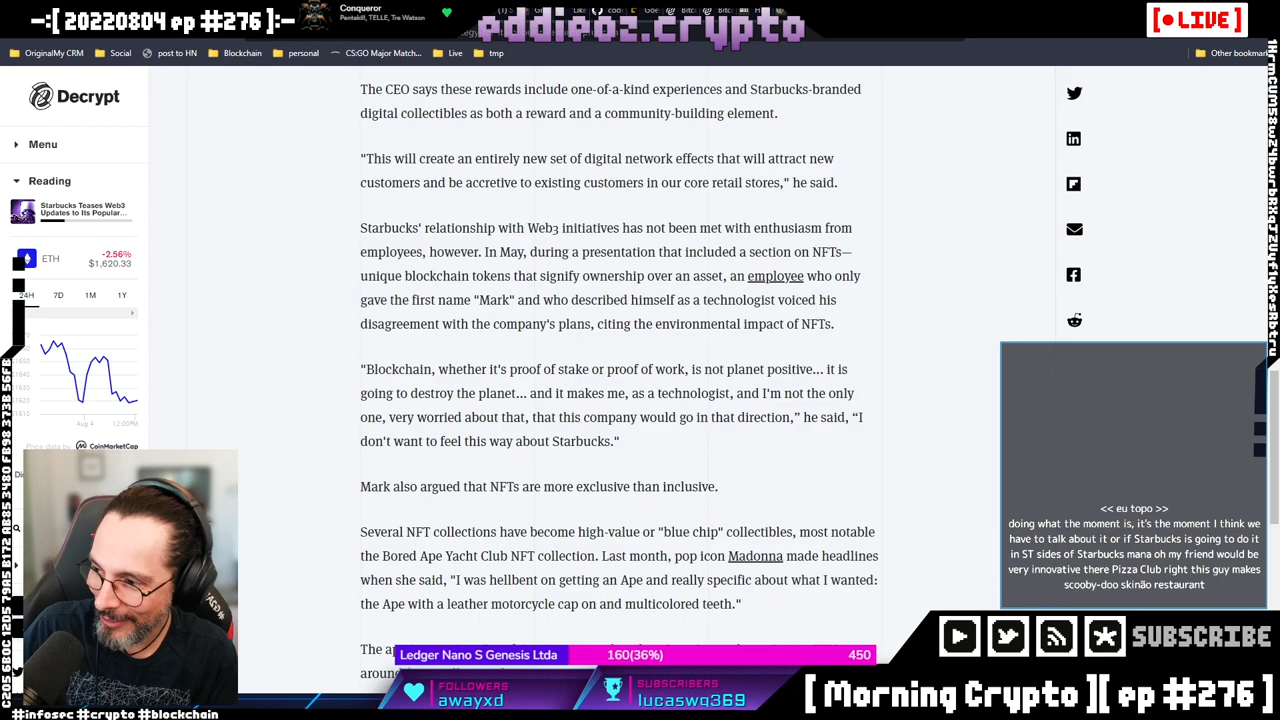 -:[ 20220804 ep #276 ]:-
Conqueror
Pentakill, TELLE, Tre Watson
eddieoz.crypto
[ LIVE ]
OriginalMy CRM
Social
post to HN
Blockchain
personal
CS:GO Major Match...
Live
tmp
Other bookmar
Decrypt
Menu
Reading
Starbucks Teases Web3
Updates to Its Popular...
ETH
-2.56%
$1,620.33
24H 7D 1M 1Y
Aug 4 12:00PM
Price data by CoinMarketCap
The CEO says these rewards include one-of-a-kind experiences and Starbucks-branded
digital collectibles as both a reward and a community-building element.
"This will create an entirely new set of digital network effects that will attract new
customers and be accretive to existing customers in our core retail stores," he said.
Starbucks' relationship with Web3 initiatives has not been met with enthusiasm from
employees, however. In May, during a presentation that included a section on NFTs—
unique blockchain tokens that signify ownership over an asset, an employee who only
gave the first name "Mark" and who described himself as a technologist voiced his
disagreement with the company's plans, citing the environmental impact of NFTs.
"Blockchain, whether it's proof of stake or proof of work, is not planet positive... it is
going to destroy the planet... and it makes me, as a technologist, and I'm not the only
one, very worried about that, that this company would go in that direction,” he said, “I
don't want to feel this way about Starbucks."
Mark also argued that NFTs are more exclusive than inclusive.
Several NFT collections have become high-value or "blue chip" collectibles, most notable
the Bored Ape Yacht Club NFT collection. Last month, pop icon Madonna made headlines
when she said, "I was hellbent on getting an Ape and really specific about what I wanted:
the Ape with a leather motorcycle cap on and multicolored teeth."
The
around
<< eu topo >>
doing what the moment is, it's the moment I think we
have to talk about it or if Starbucks is going to do it
in ST sides of Starbucks mana oh my friend would be
very innovative there Pizza Club right this guy makes
scooby-doo skinão restaurant
Ledger Nano S Genesis Ltda
160(36%)
450
FOLLOWERS
awayxd
SUBSCRIBERS
lucaswq369
SUBSCRIBE
[ Morning Crypto ][ ep #276 ]
#infosec #crypto #blockchain